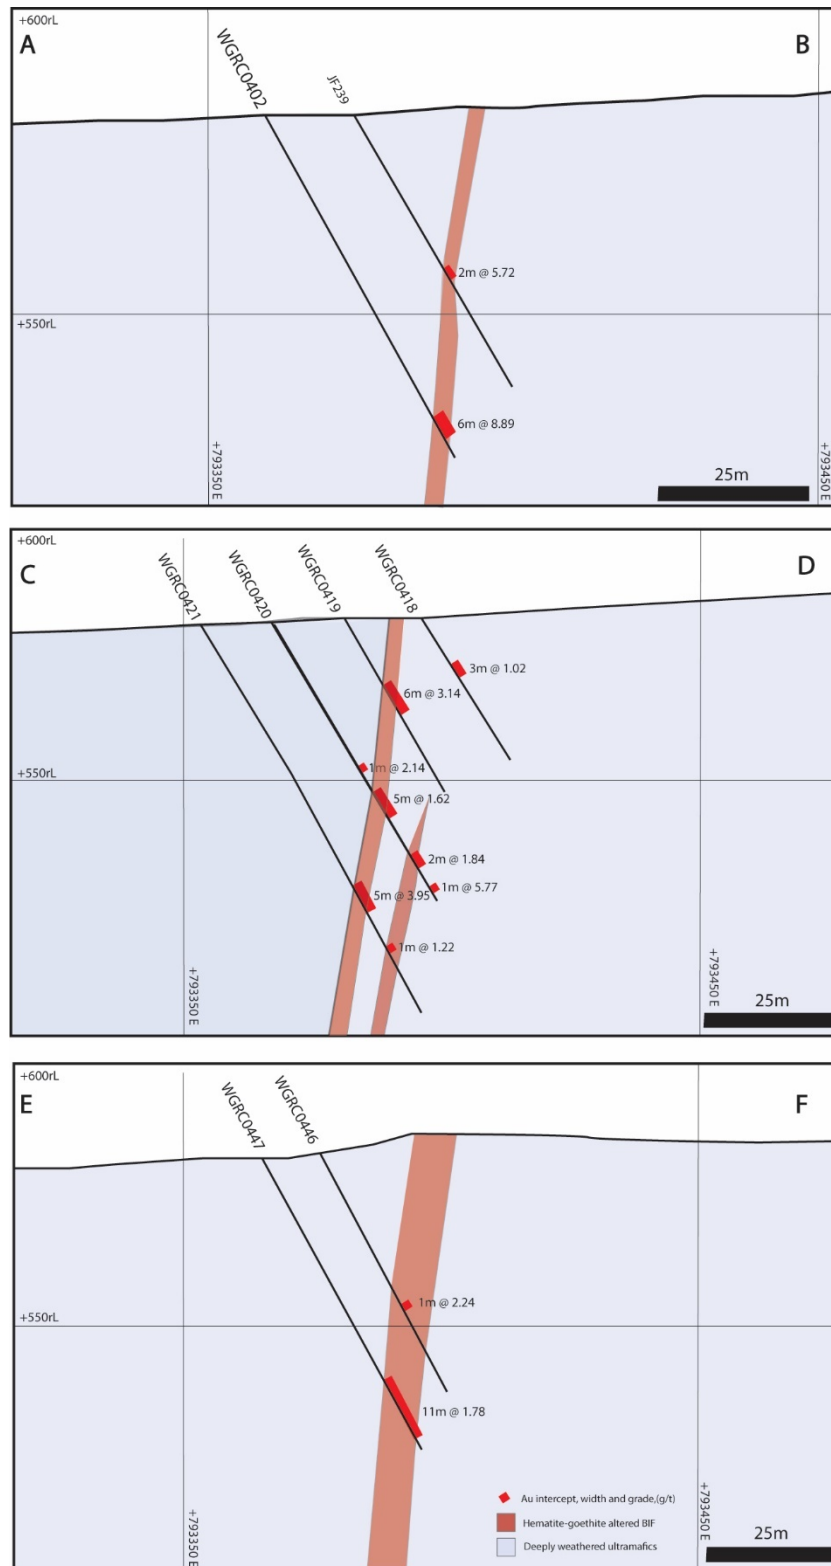 +600rL
A
B
WGRC0402
JF239
2m @ 5.72
+550rL
6m @ 8.89
+793350 E
+793450 E
25m
+600rL
C
D
WGRC0421
WGRC0420
WGRC0419
WGRC0418
3m @ 1.02
6m @ 3.14
1m @ 2.14
+550rL
5m @ 1.62
2m @ 1.84
1m @ 5.77
5m @ 3.95
1m @ 1.22
+793350 E
+793450 E
25m
+600rL
E
F
WGRC0447
WGRC0446
1m @ 2.24
+550rL
11m @ 1.78
+793350 E
+793450 E
Au intercept, width and grade,(g/t)
Hematite-goethite altered BIF
Deeply weathered ultramafics
25m